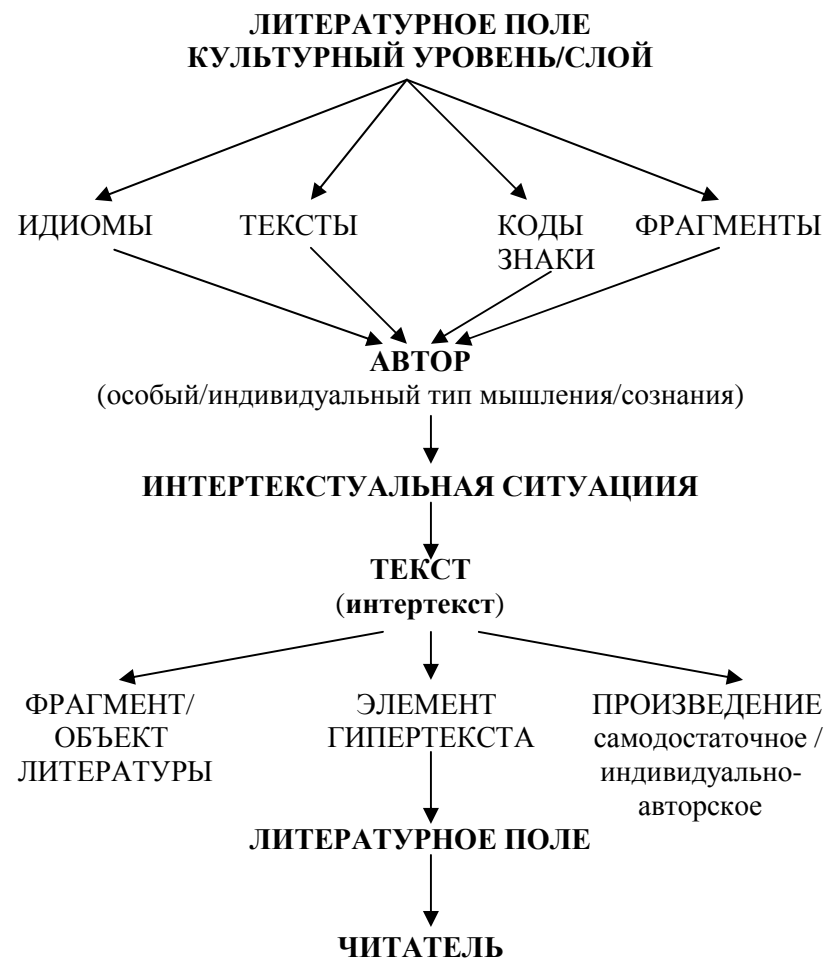 ЛИТЕРАТУРНОЕ ПОЛЕ
КУЛЬТУРНЫЙ УРОВЕНЬ/СЛОЙ
ИДИОМЫ ТЕКСТЫ КОДЫ ФРАГМЕНТЫ
ЗНАКИ
АВТОР
(особый/индивидуальный тип мышления/сознания)
ИНТЕРТЕКСТУАЛЬНАЯ СИТУАЦИИЯ
ТЕКСТ
(интертекст)
ФРАГМЕНТ/ ЭЛЕМЕНТ ПРОИЗВЕДЕНИЕ
ОБЪЕКТ ГИПЕРТЕКСТА самодостаточное /
ЛИТЕРАТУРЫ индивидуально-
авторское
ЛИТЕРАТУРНОЕ ПОЛЕ
ЧИТАТЕЛЬ